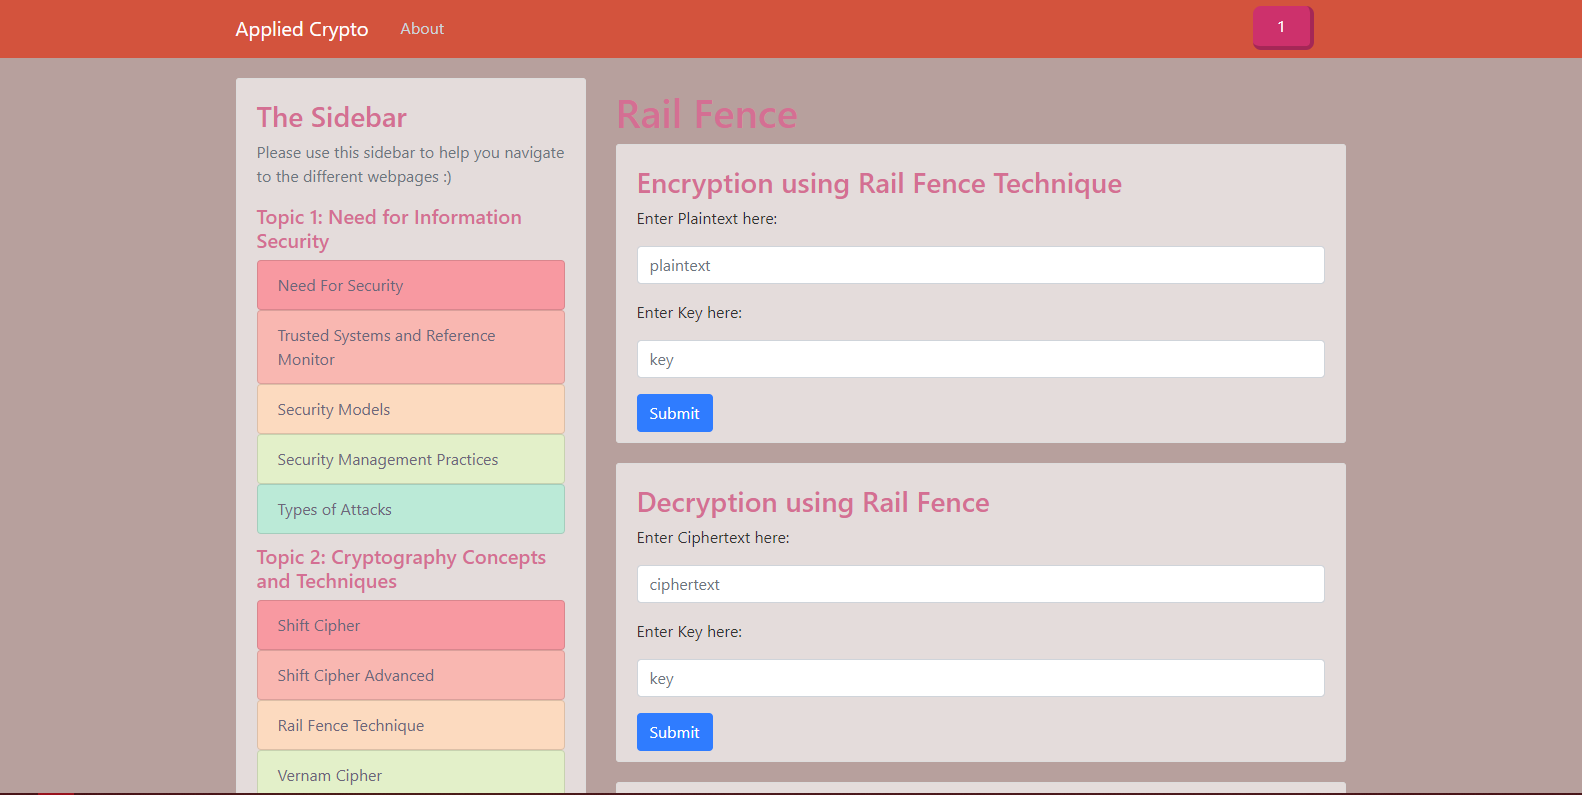 Applied Crypto
About
1
The Sidebar
Please use this sidebar to help you navigate
to the different webpages :)
Topic 1: Need for Information
Security
Need For Security
Trusted Systems and Reference
Monitor
Security Models
Security Management Practices
Types of Attacks
Topic 2: Cryptography Concepts
and Techniques
Shift Cipher
Shift Cipher Advanced
Rail Fence Technique
Vernam Cipher
Rail Fence
Encryption using Rail Fence Technique
Enter Plaintext here:
plaintext
Enter Key here:
key
Submit
Decryption using Rail Fence
Enter Ciphertext here:
ciphertext
Enter Key here:
key
Submit